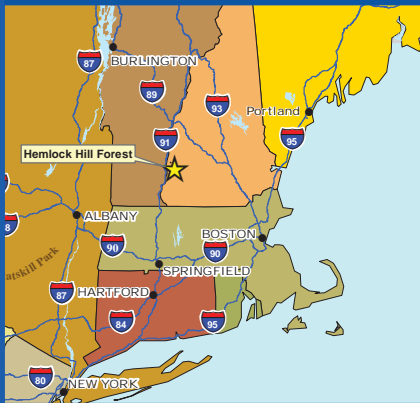 87
BURLINGTON
89
93
Portland
91
95
Hemlock Hill Forest
ALBANY
BOSTON
90
90
SPRINGFIELD
HARTFORD
87
84
95
80
NEW YORK